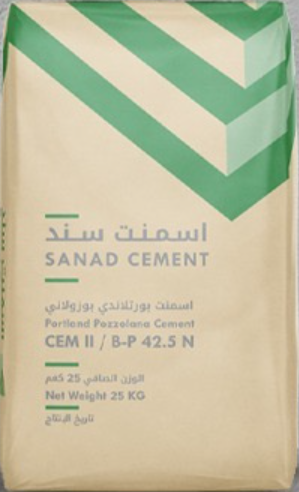 اسمنت سند
SANAD CEMENT
اسمنت بورتلاندي بوزولاني
Portland Pozzolana Cement
CEM II / B-P 42.5 N
الوزن الصافي 25 كغم
Net Weight 25 KG
تاريخ الإنتاج